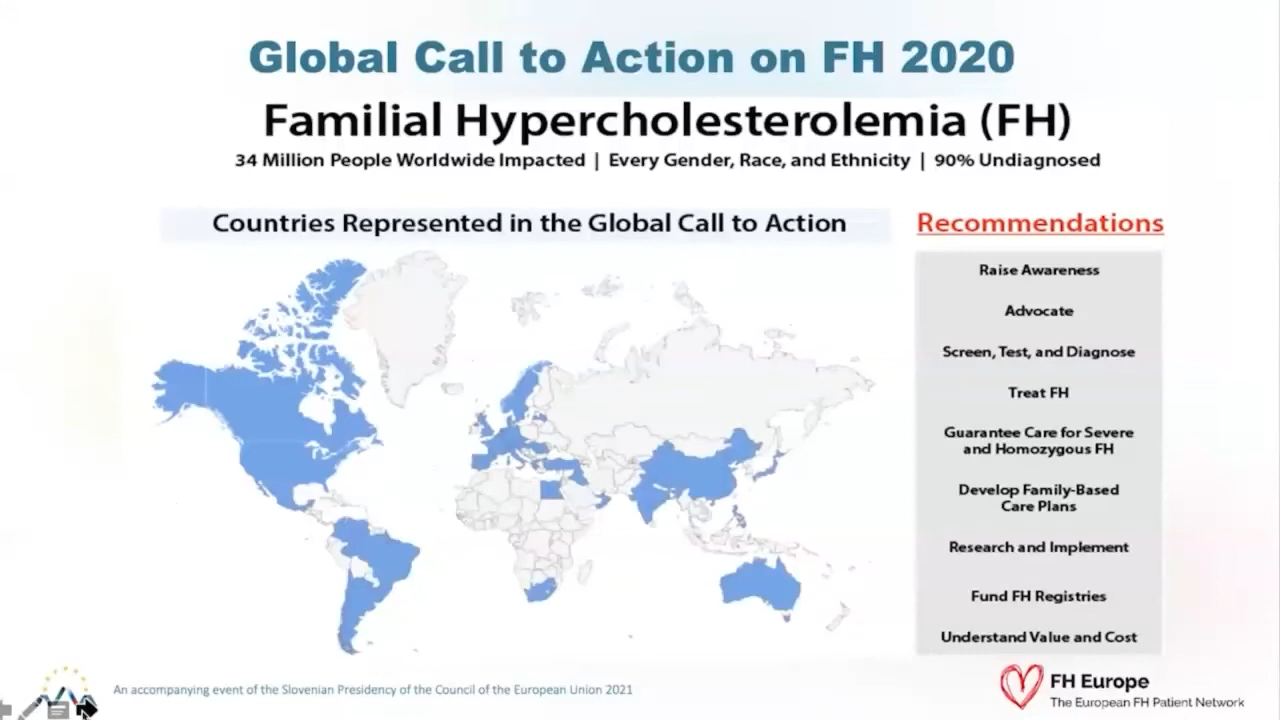 Global Call to Action on FH 2020
Familial Hypercholesterolemia (FH)
34 Million People Worldwide Impacted | Every Gender, Race, and Ethnicity | 90% Undiagnosed
Countries Represented in the Global Call to Action
Recommendations
Raise Awareness
Advocate
Screen, Test, and Diagnose
Treat FH
Guarantee Care for Severe
and Homozygous FH
Develop Family-Based
Care Plans
Research and Implement
Fund FH Registries
Understand Value and Cost
An accompanying event of the Slovenian Presidency of the Council of the European Union 2021
FH Europe
The European FH Patient Network